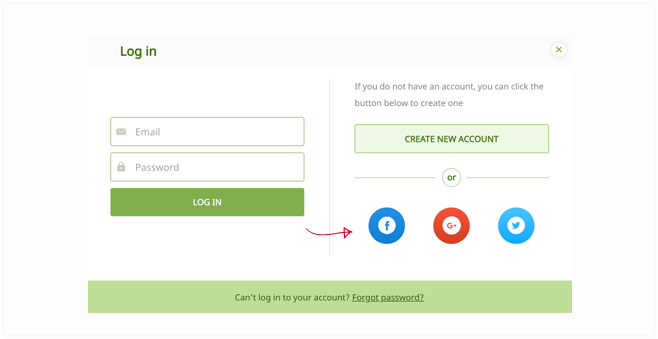 Log in
Email
Password
LOG IN
If you do not have an account, you can click the
button below to create one
CREATE NEW ACCOUNT
or
f
G+
Can't log in to your account? Forgot password?